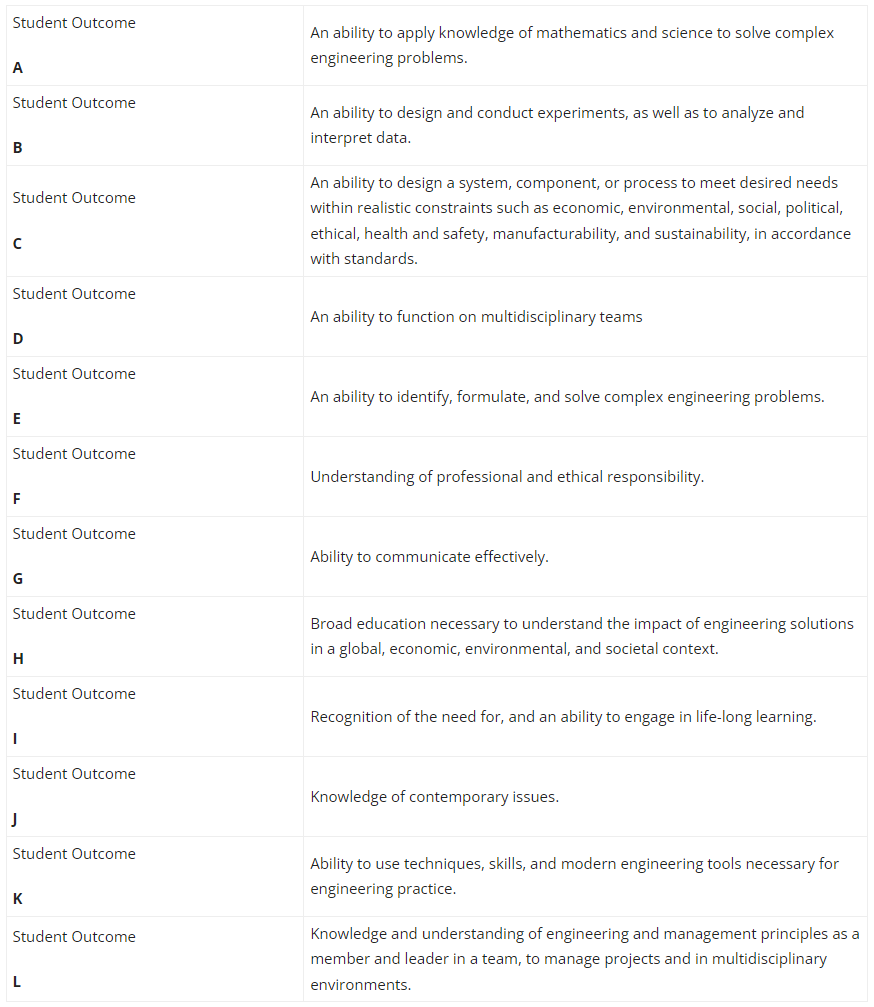 Student Outcome
A
An ability to apply knowledge of mathematics and science to solve complex
engineering problems.
Student Outcome
B
An ability to design and conduct experiments, as well as to analyze and
interpret data.
Student Outcome
C
An ability to design a system, component, or process to meet desired needs
within realistic constraints such as economic, environmental, social, political,
ethical, health and safety, manufacturability, and sustainability, in accordance
with standards.
Student Outcome
D
An ability to function on multidisciplinary teams
Student Outcome
E
An ability to identify, formulate, and solve complex engineering problems.
Student Outcome
F
Understanding of professional and ethical responsibility.
Student Outcome
G
Ability to communicate effectively.
Student Outcome
H
Broad education necessary to understand the impact of engineering solutions
in a global, economic, environmental, and societal context.
Student Outcome
I
Recognition of the need for, and an ability to engage in life-long learning.
Student Outcome
J
Knowledge of contemporary issues.
Student Outcome
K
Ability to use techniques, skills, and modern engineering tools necessary for
engineering practice.
Student Outcome
L
Knowledge and understanding of engineering and management principles as a
member and leader in a team, to manage projects and in multidisciplinary
environments.